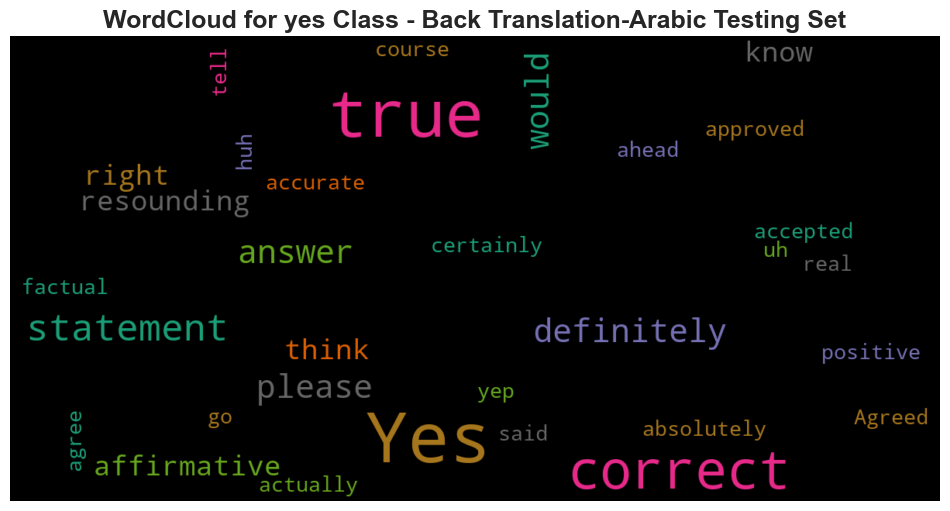 WordCloud for yes Class - Back Translation-Arabic Testing Set
course
know
tell
would
true
approved
huh
ahead
right
accurate
resounding
accepted
answer
certainly
uh
real
factual
statement
definitely
think
positive
please
yep
agree
go
Yes
said
absolutely
Agreed
affirmative
actually
correct